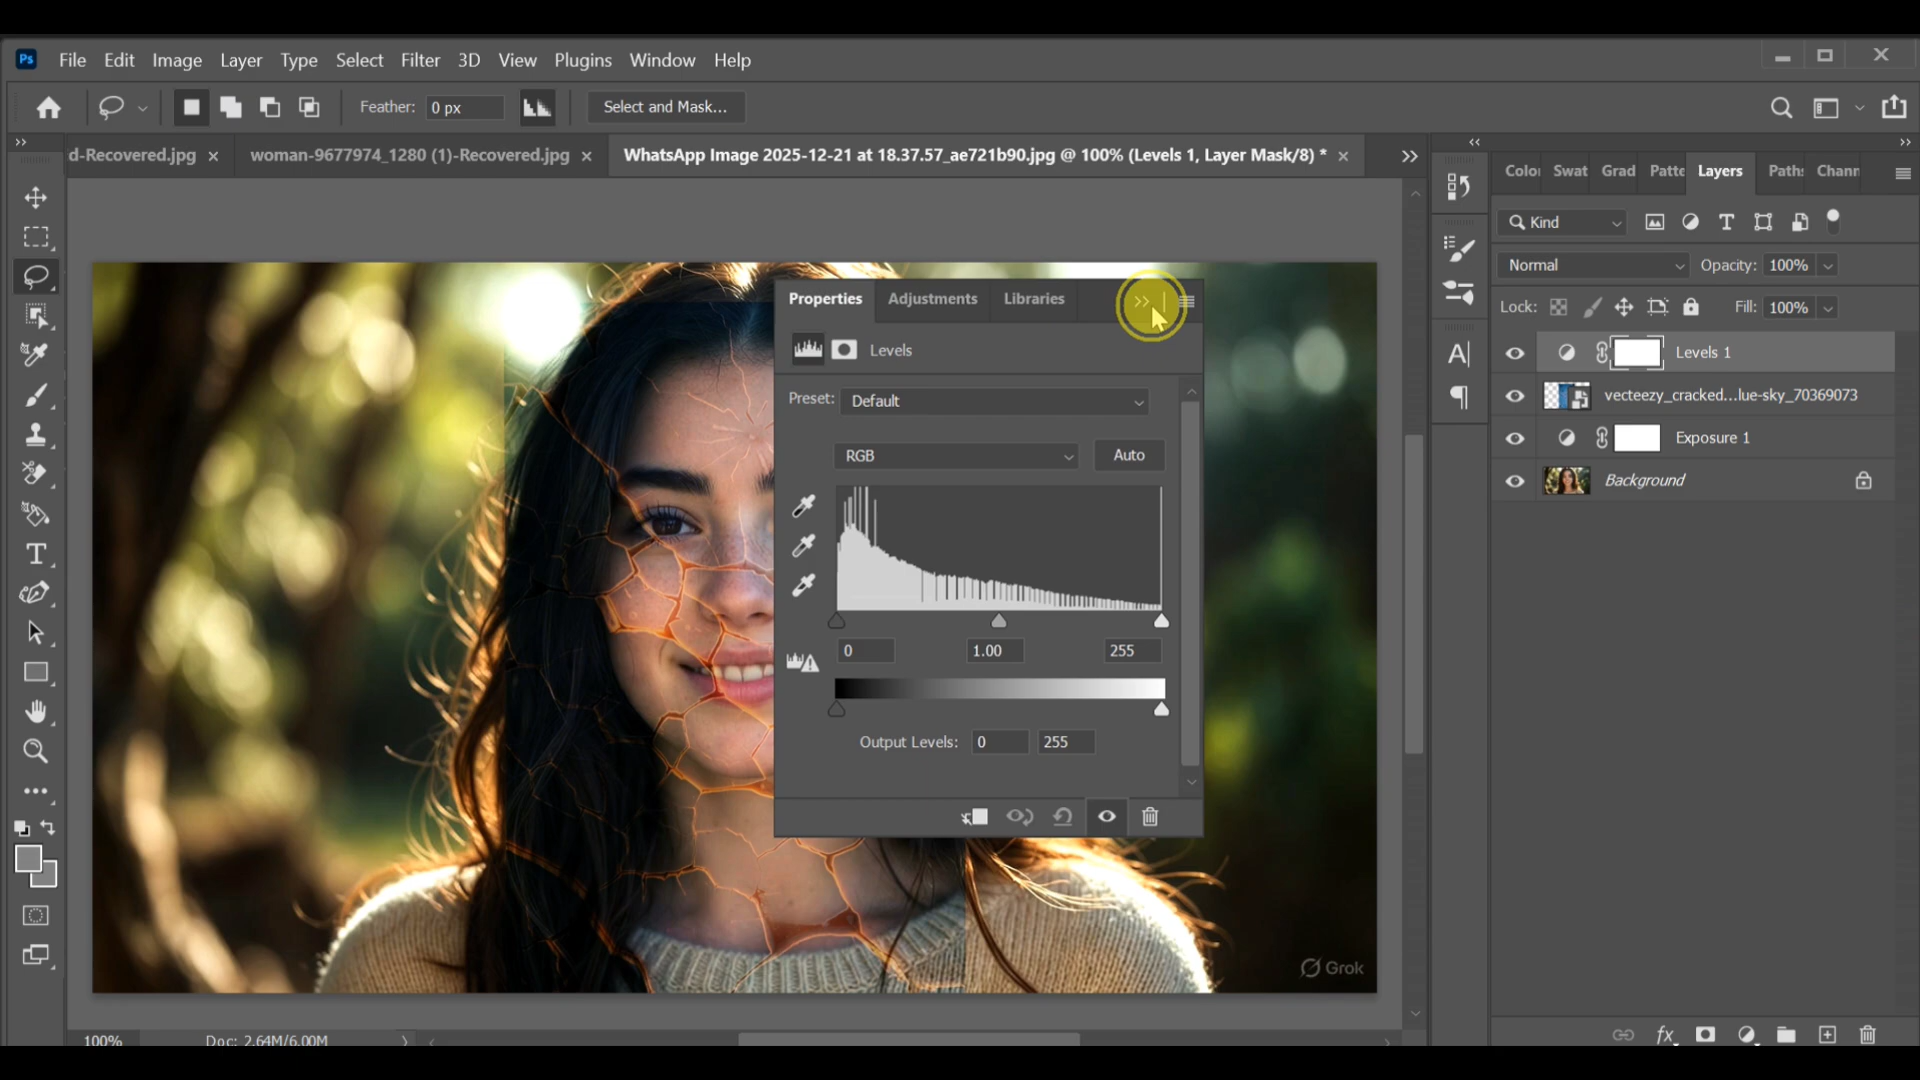 Ps File Edit Image Layer Type Select Filter 3D View Plugins Window Help
Feather: 0 px Select and Mask...
d-Recovered.jpg × woman-9677974_1280 (1)-Recovered.jpg × WhatsApp Image 2025-12-21 at 18.37.57_ae721b90.jpg @ 100% (Levels 1, Layer Mask/8) * ×
Colo Swat Grad Patte Layers Paths Chann
Kind
Normal Opacity: 100%
Lock: Fill: 100%
Levels 1
vecteezy_cracked...lue-sky_70369073
Exposure 1
Background
Properties Adjustments Libraries
Levels
Preset: Default
RGB Auto
0 1.00 255
Output Levels: 0 255
Grok
100% Doc: 2.64M/6.00M